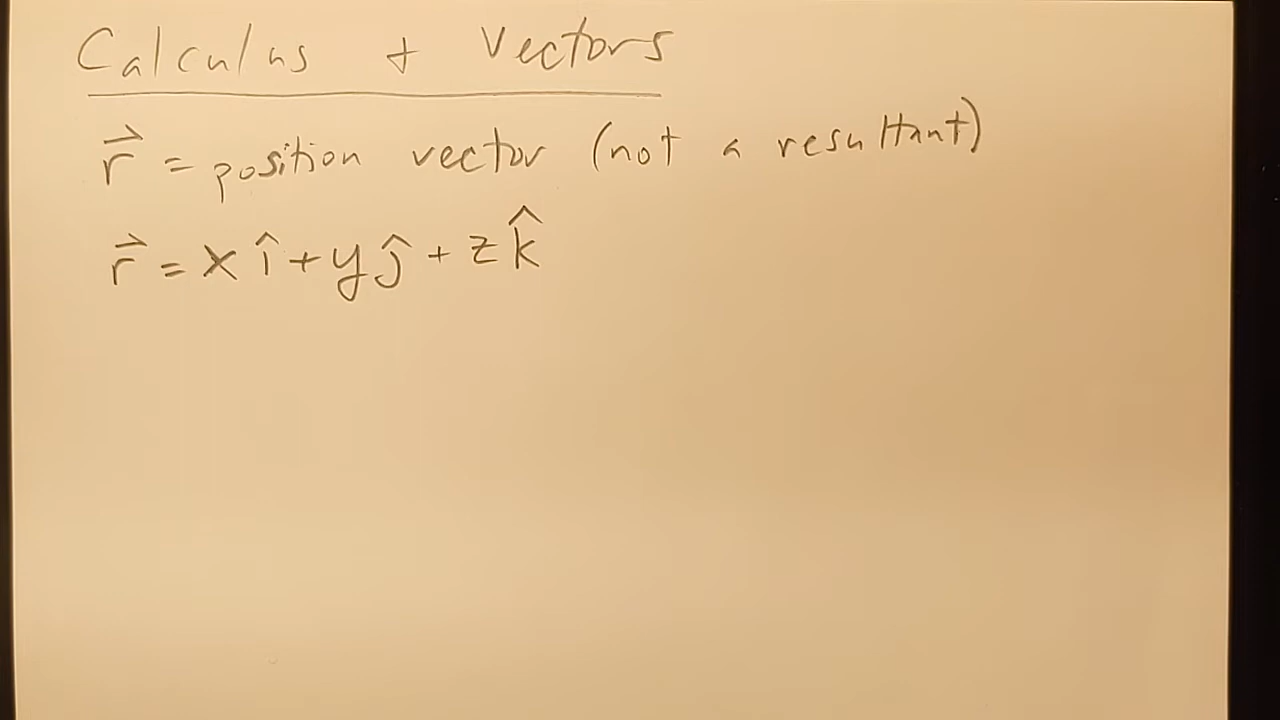 Calculus + Vectors
r⃗ = position vector (not a resultant)
r⃗ = x î + y ĵ + z k̂